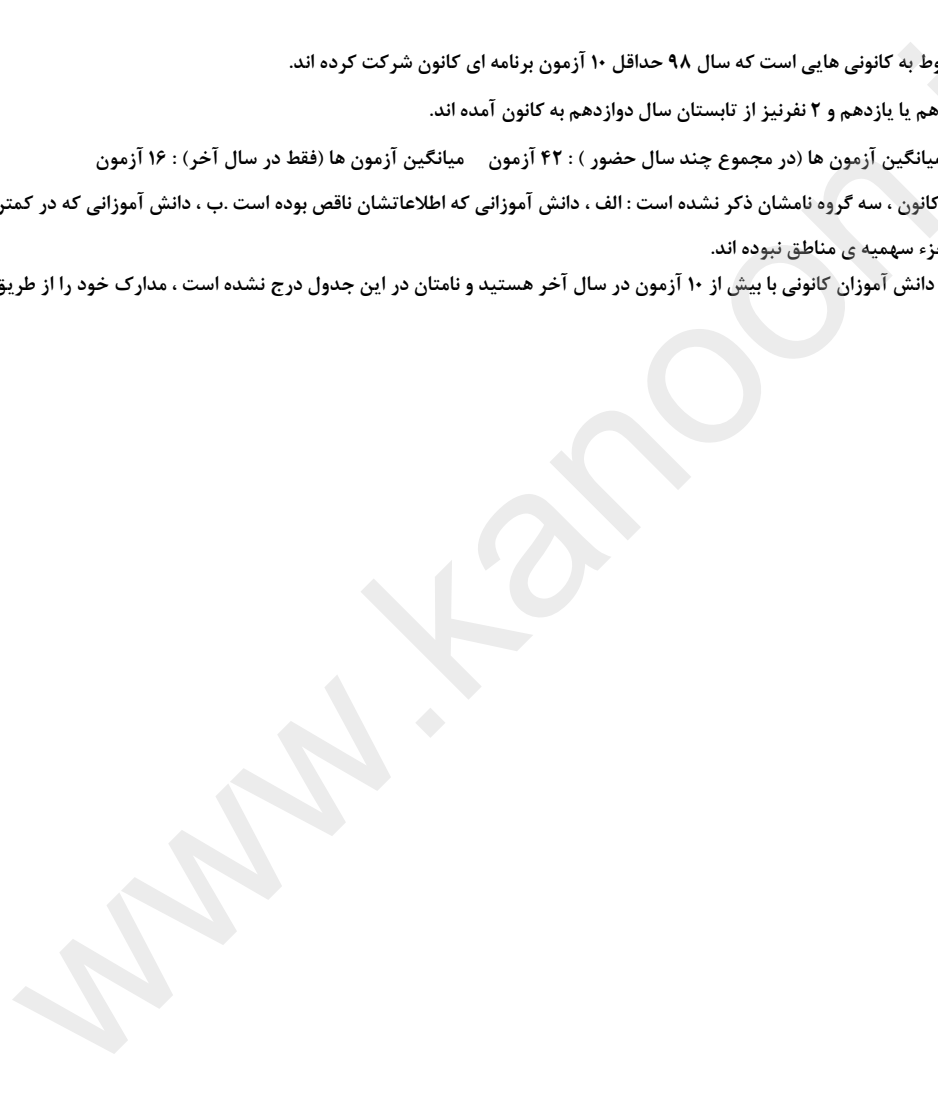 به کانونی هایی است که سال ۹۸ حداقل ۱۰ آزمون برنامه ای کانون شرکت کرده اند.
یا یازدهم و ۲ نفرنیز از تابستان سال دوازدهم به کانون آمده اند.
میانگین آزمون ها (در مجموع چند سال حضور ) : ۴۲ آزمون میانگین آزمون ها (فقط در سال آخر) : ۱۶ آزمون
کانون ، سه گروه نامشان ذکر نشده است : الف ، دانش آموزانی که اطلاعاتشان ناقص بوده است .ب ، دانش آموزانی که در کمتر
سهمیه ی مناطق نبوده اند.
دانش آموزان کانونی با بیش از ۱۰ آزمون در سال آخر هستید و نامتان در این جدول درج نشده است ، مدارک خود را از طریق
www.kanoon